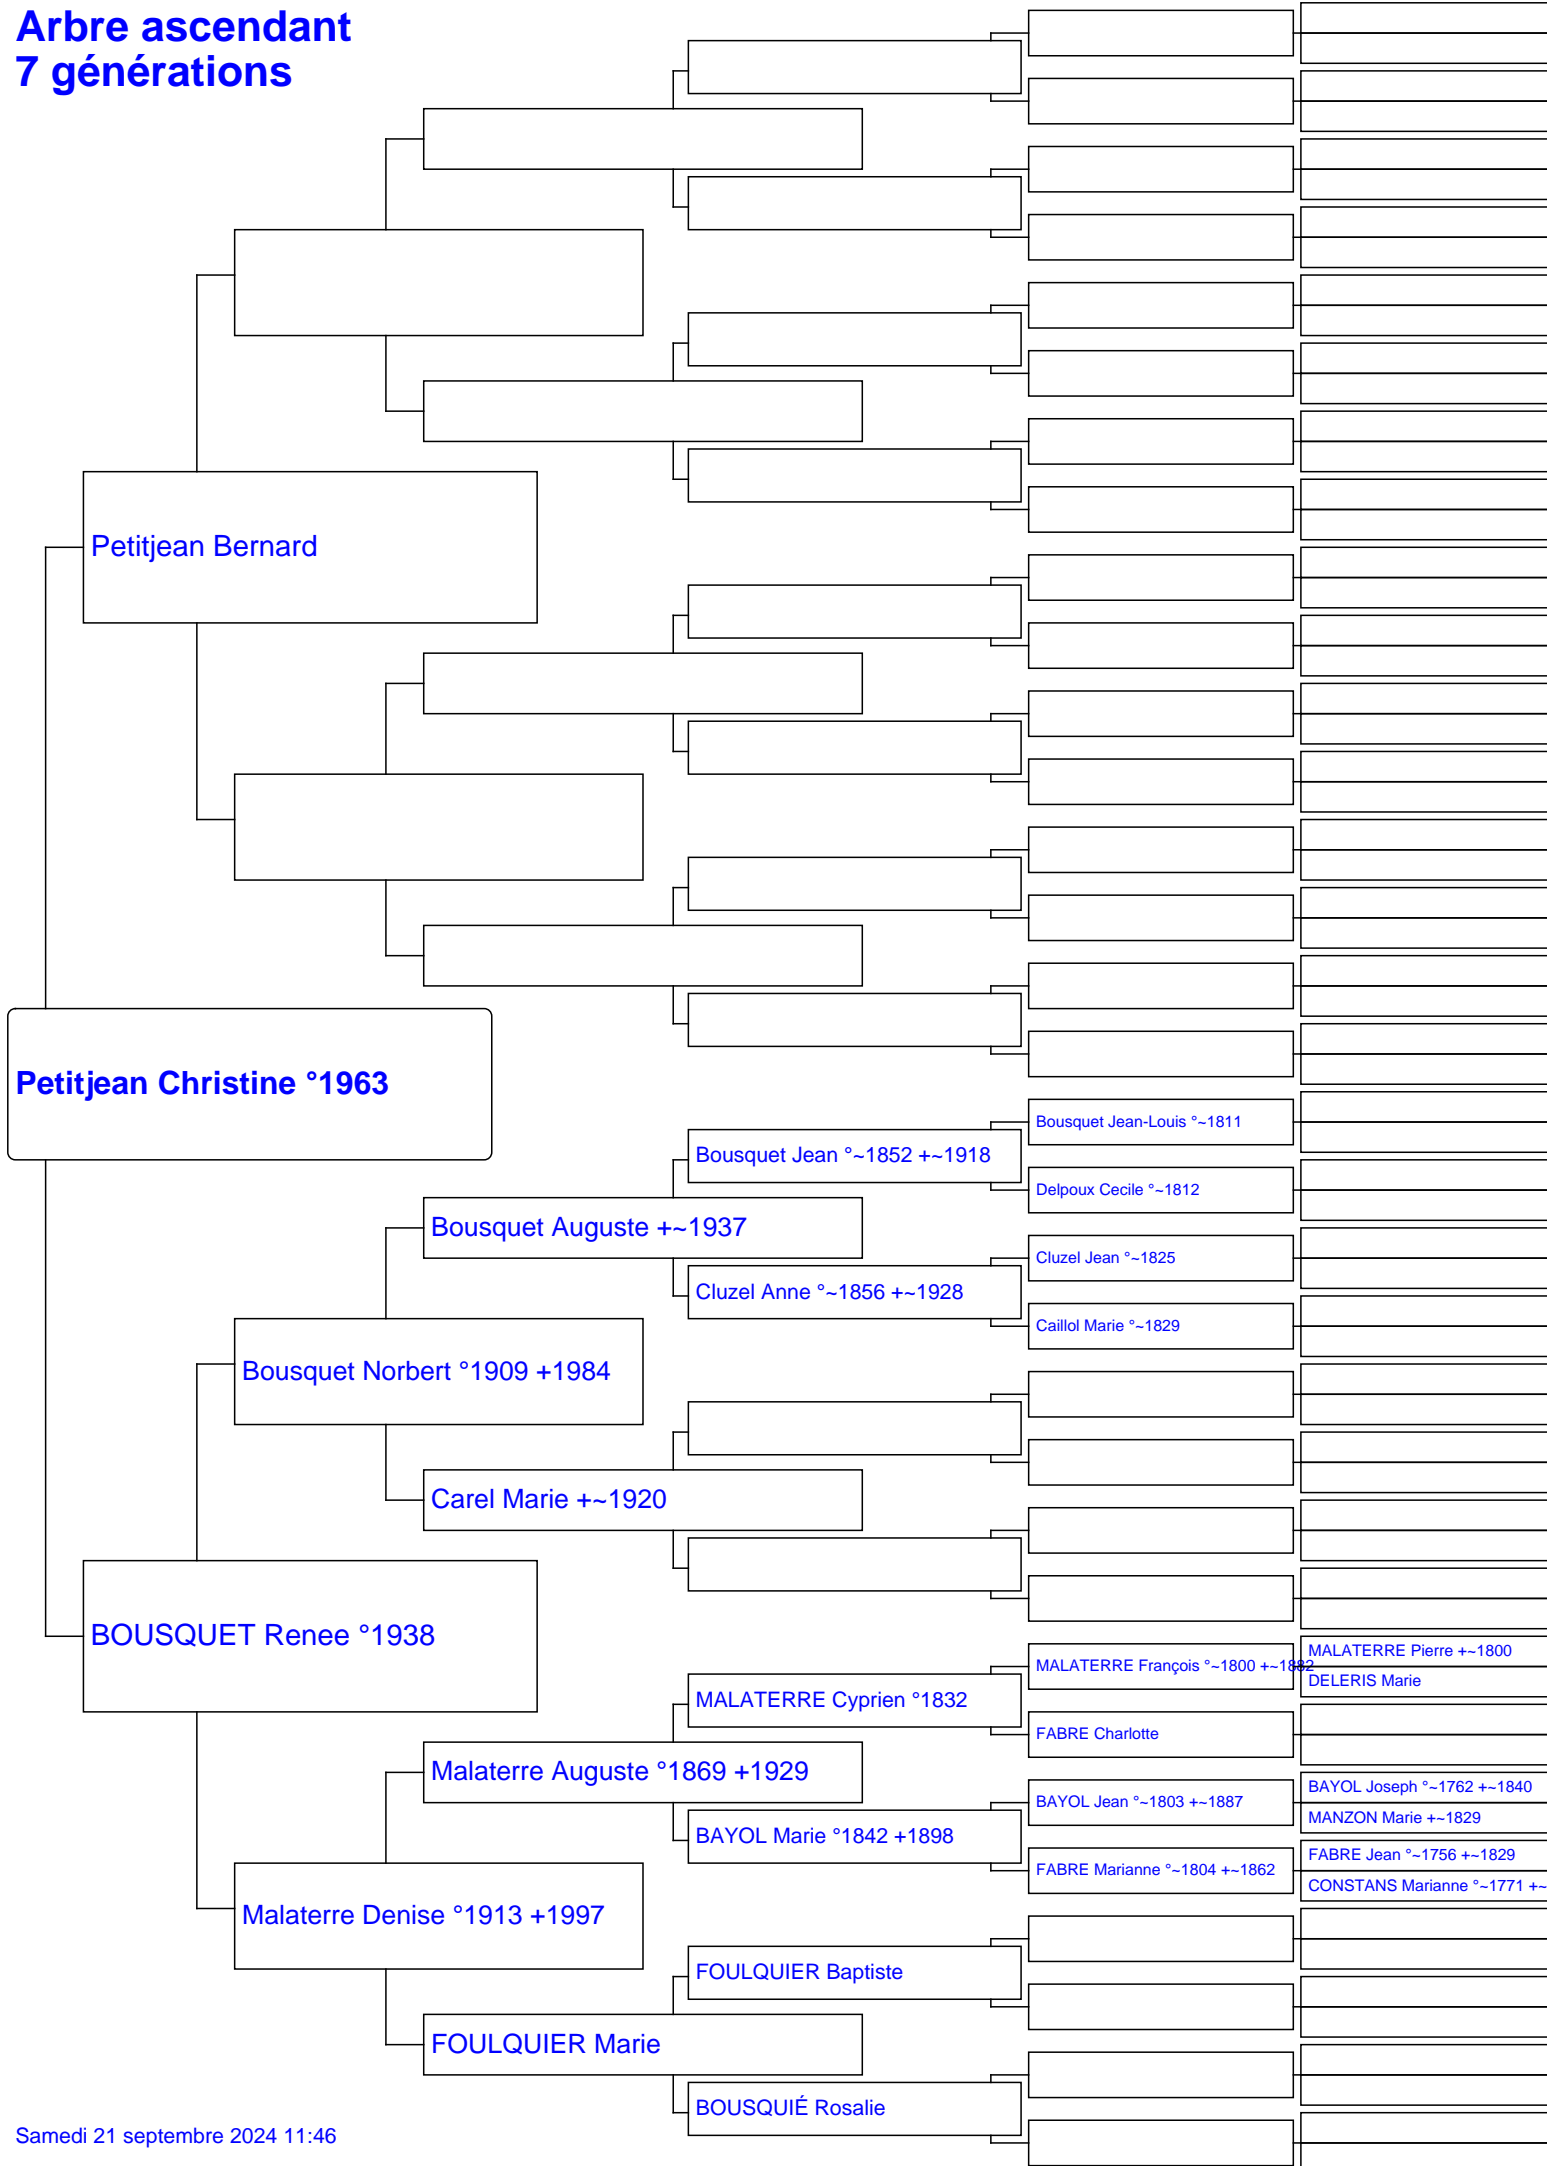 Arbre ascendant
7 générations
Petitjean Bernard
Petitjean Christine °1963
Bousquet Jean-Louis °~1811
Bousquet Jean °~1852 +~1918
Delpoux Cecile °~1812
Bousquet Auguste +~1937
Cluzel Jean °~1825
Cluzel Anne °~1856 +~1928
Caillol Marie °~1829
Bousquet Norbert °1909 +1984
Carel Marie +~1920
BOUSQUET Renee °1938
MALATERRE Pierre +~1800
MALATERRE François °~1800 +~1882
DELERIS Marie
MALATERRE Cyprien °1832
FABRE Charlotte
Malaterre Auguste °1869 +1929
BAYOL Joseph °~1762 +~1840
BAYOL Jean °~1803 +~1887
MANZON Marie +~1829
BAYOL Marie °1842 +1898
FABRE Jean °~1756 +~1829
FABRE Marianne °~1804 +~1862
CONSTANS Marianne °~1771 +~
Malaterre Denise °1913 +1997
FOULQUIER Baptiste
FOULQUIER Marie
BOUSQUIÉ Rosalie
Samedi 21 septembre 2024 11:46